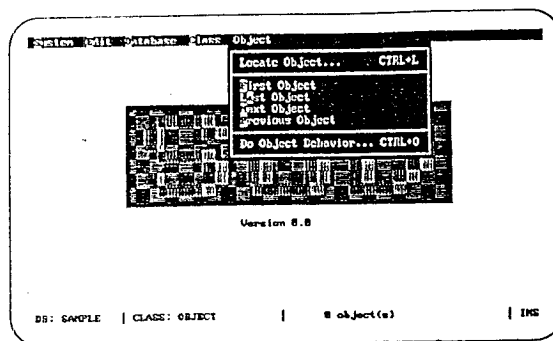 System Edit Database Class Object
Locate Object... CTRL+L
First Object
Last Object
Next Object
Previous Object
Do Object Behavior... CTRL+O
Version 0.0
DB: SAMPLE | CLASS: OBJECT | 0 object(s) | INS